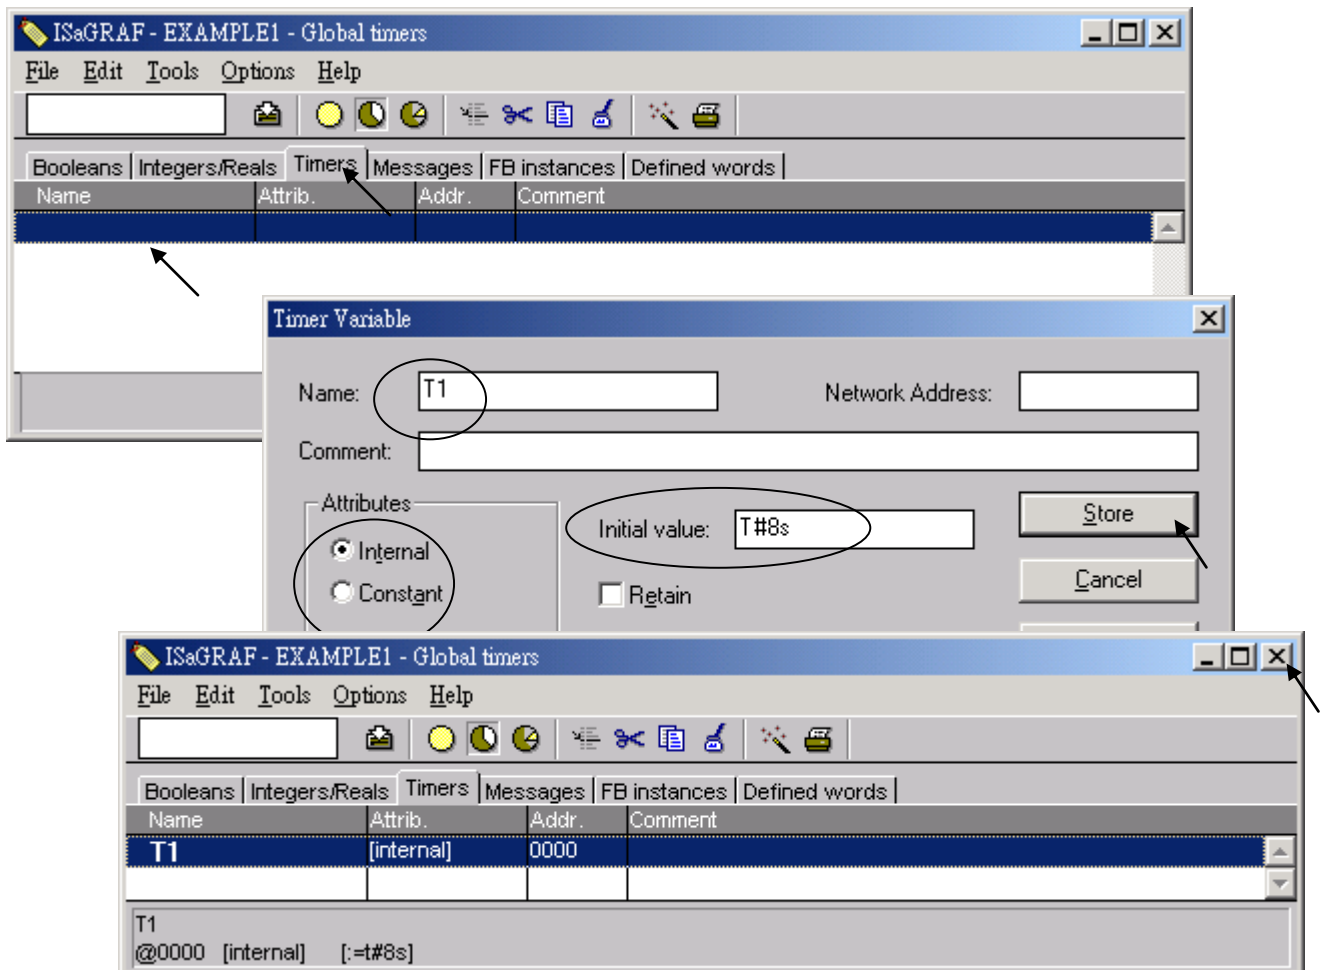 ISaGRAF - EXAMPLE1 - Global timers
File Edit Tools Options Help
Booleans Integers/Reals Timers Messages FB instances Defined words
Name Attrib. Addr. Comment
Timer Variable
Name: T1 Network Address:
Comment:
Attributes
Initial value: T#8s Store
Internal
Constant Retain Cancel
ISaGRAF - EXAMPLE1 - Global timers
File Edit Tools Options Help
Booleans Integers/Reals Timers Messages FB instances Defined words
Name Attrib. Addr. Comment
T1 [internal] 0000
T1
@0000 [internal] [:=t#8s]